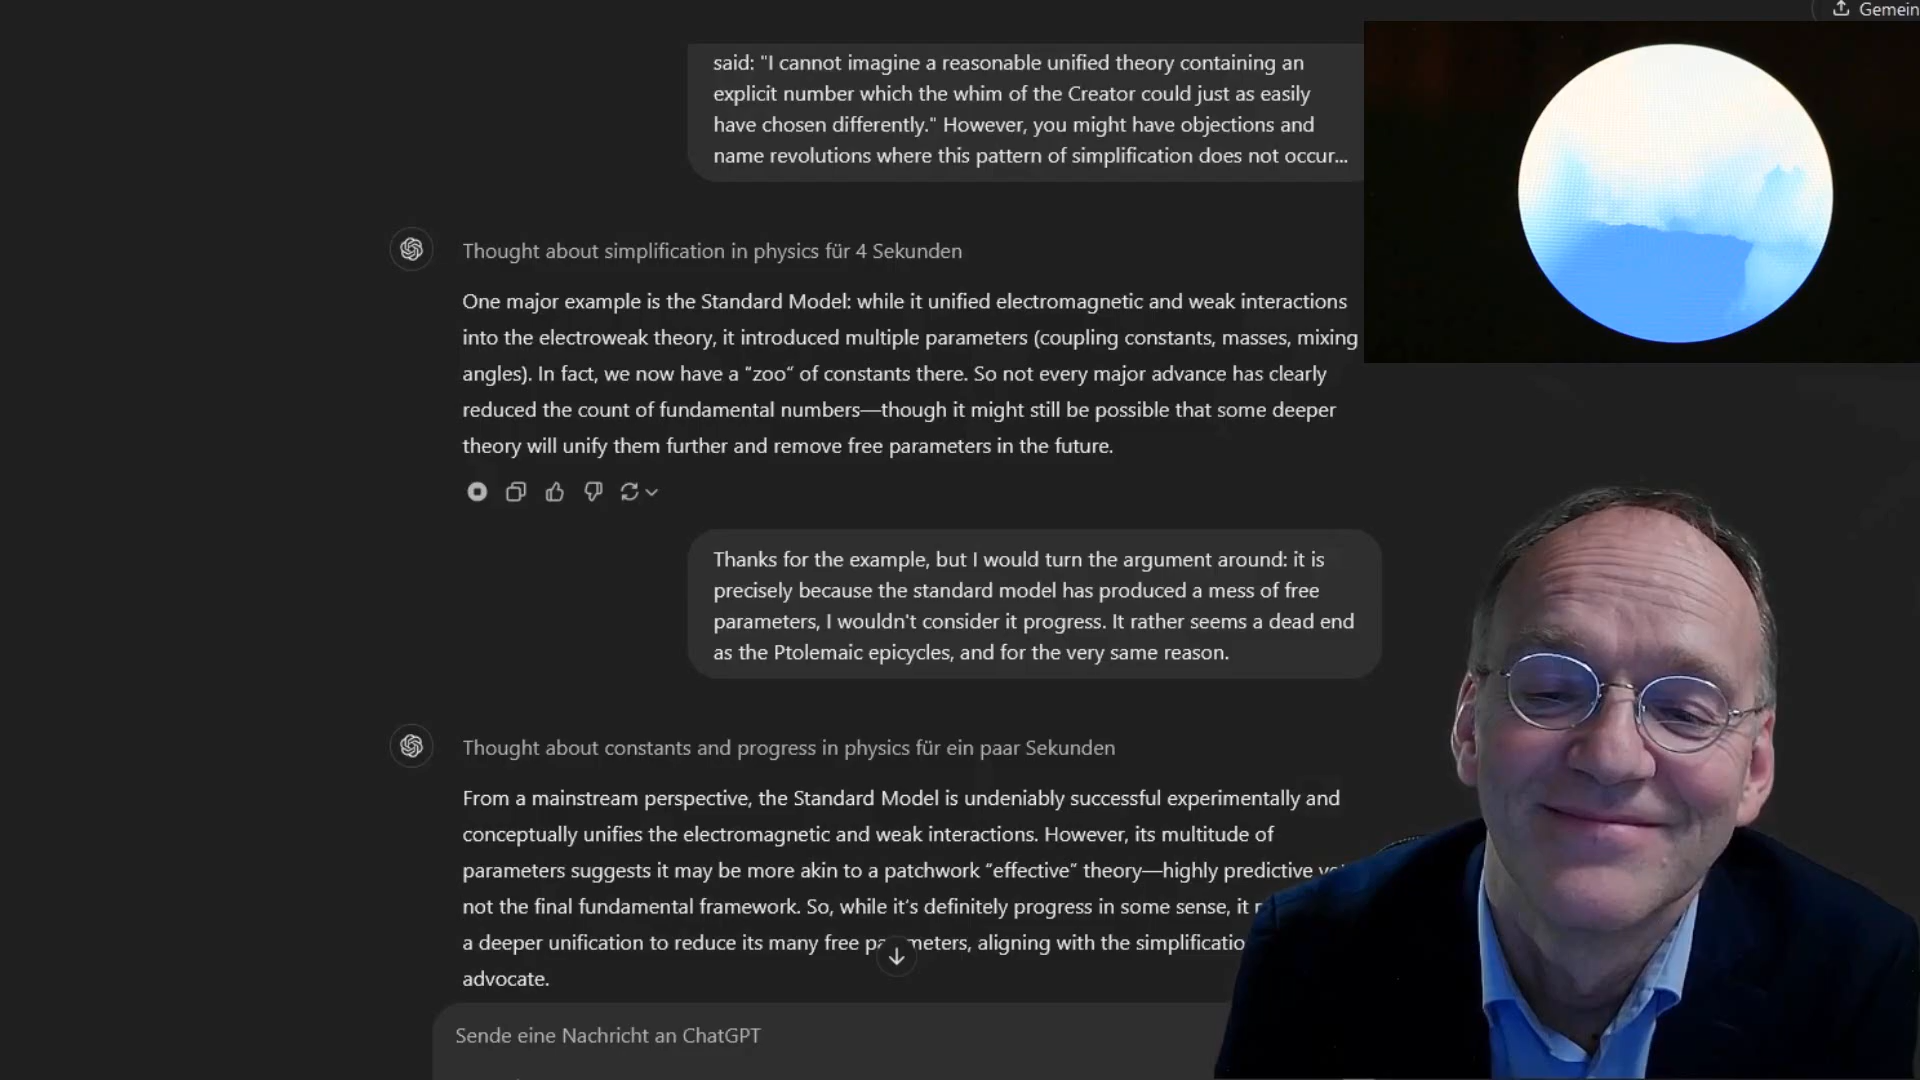 Gemein
said: "I cannot imagine a reasonable unified theory containing an
explicit number which the whim of the Creator could just as easily
have chosen differently." However, you might have objections and
name revolutions where this pattern of simplification does not occur...
Thought about simplification in physics für 4 Sekunden
One major example is the Standard Model: while it unified electromagnetic and weak interactions
into the electroweak theory, it introduced multiple parameters (coupling constants, masses, mixing
angles). In fact, we now have a “zoo” of constants there. So not every major advance has clearly
reduced the count of fundamental numbers—though it might still be possible that some deeper
theory will unify them further and remove free parameters in the future.
Thanks for the example, but I would turn the argument around: it is
precisely because the standard model has produced a mess of free
parameters, I wouldn't consider it progress. It rather seems a dead end
as the Ptolemaic epicycles, and for the very same reason.
Thought about constants and progress in physics für ein paar Sekunden
From a mainstream perspective, the Standard Model is undeniably successful experimentally and
conceptually unifies the electromagnetic and weak interactions. However, its multitude of
parameters suggests it may be more akin to a patchwork “effective” theory—highly predictive
not the final fundamental framework. So, while it’s definitely progress in some sense, it
a deeper unification to reduce its many free aligning with the
advocate.
Sende eine Nachricht an ChatGPT